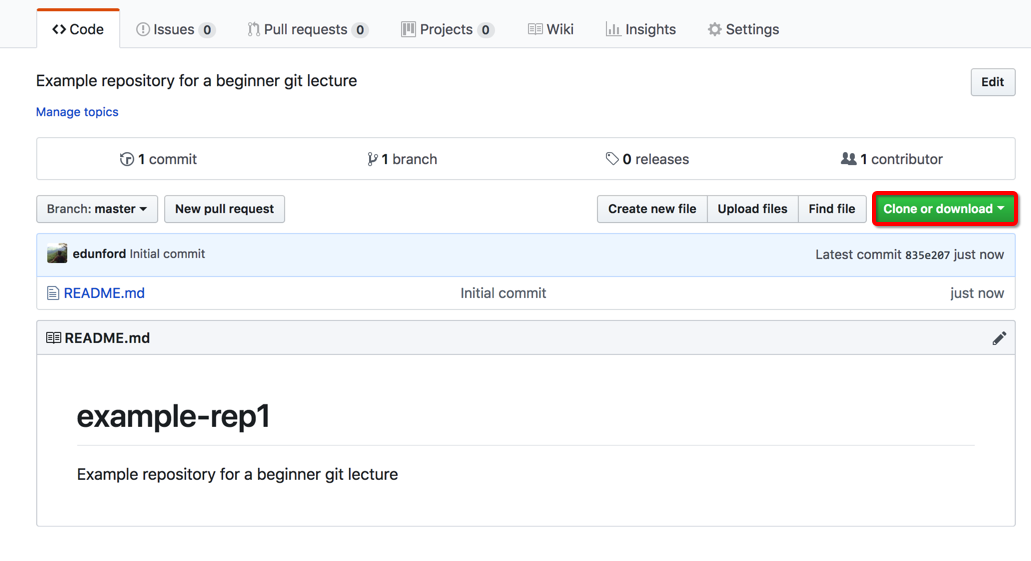 Code Issues 0 Pull requests 0 Projects 0 Wiki Insights Settings
Example repository for a beginner git lecture Edit
Manage topics
1 commit 1 branch 0 releases 1 contributor
Branch: master New pull request Create new file Upload files Find file Clone or download
edunford Initial commit Latest commit 835e207 just now
README.md Initial commit just now
README.md
example-rep1
Example repository for a beginner git lecture